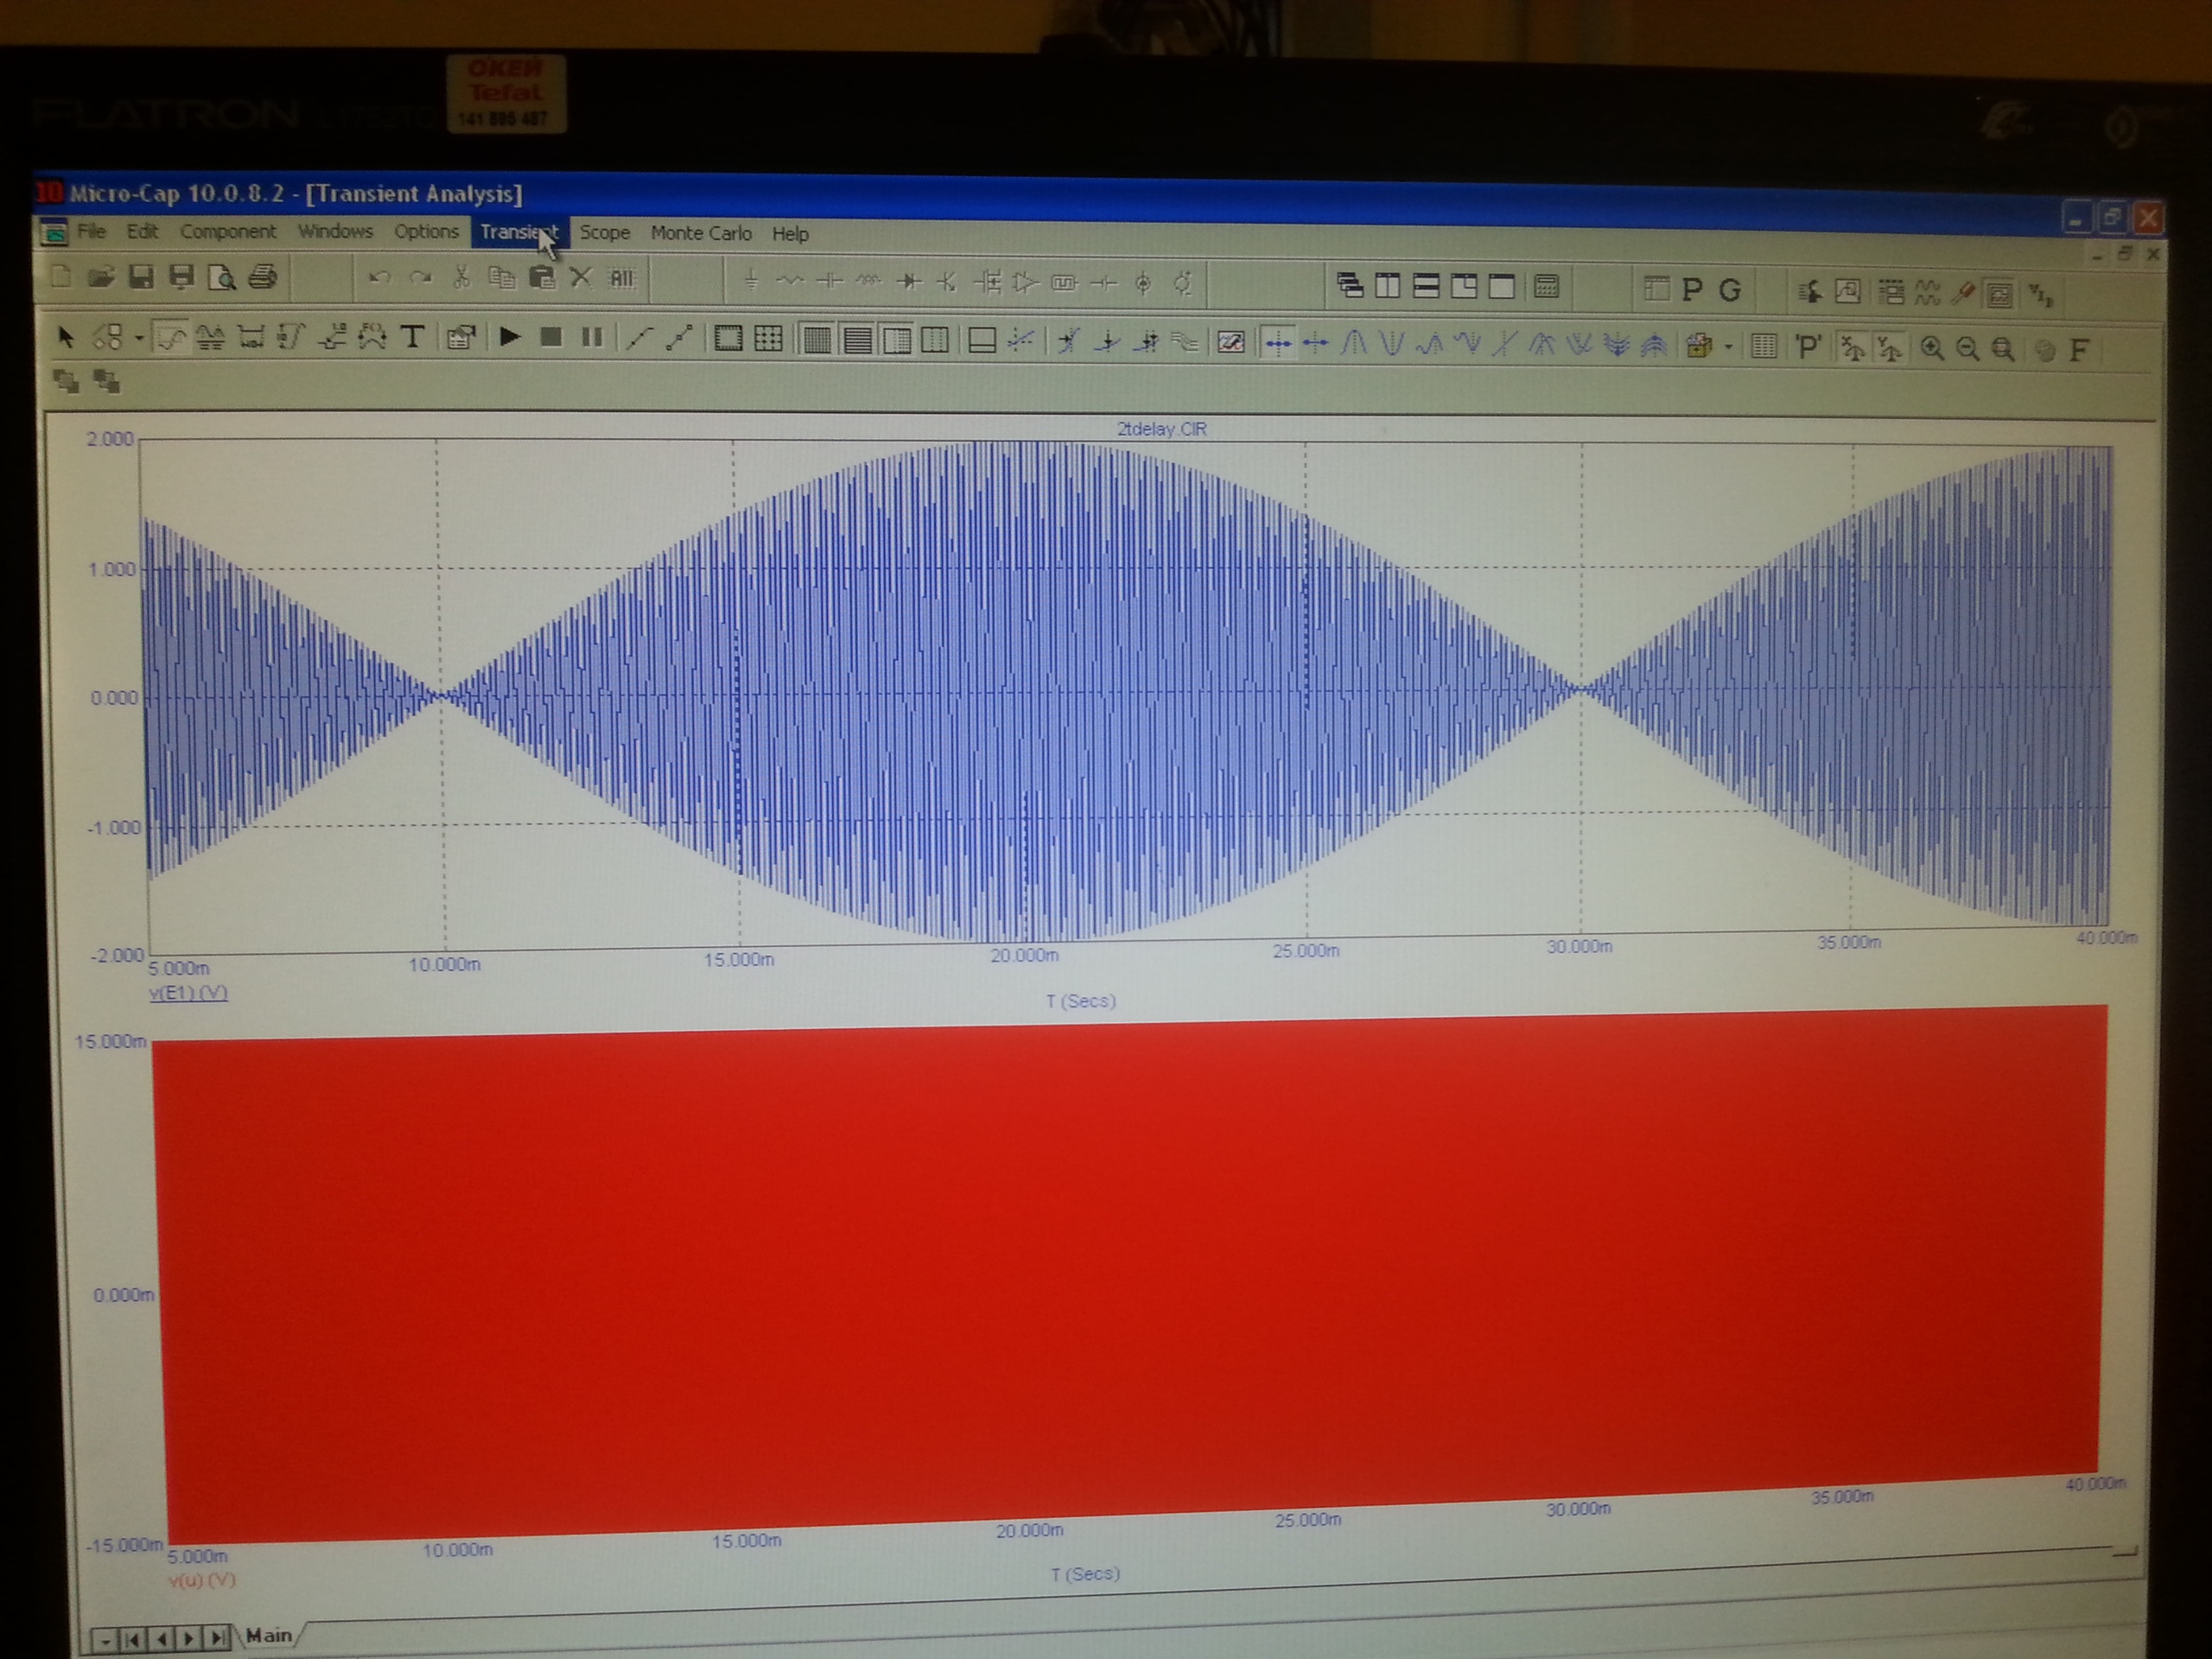 ОКЕЙ
Tefal
141 895 487
FLATRON
10 Micro-Cap 10.0.8.2 - [Transient Analysis]
File Edit Component Windows Options Transient Scope Monte Carlo Help
All P G
T 'P' F
2tdelay.CIR
2.000
1.000
0.000
-1.000
-2.000
5.000m 10.000m 15.000m 20.000m 25.000m 30.000m 35.000m 40.000m
v(E1) (V)
T (Secs)
15.000m
0.000m
-15.000m
5.000m 10.000m 15.000m 20.000m 25.000m 30.000m 35.000m 40.000m
v(u) (V)
T (Secs)
Main